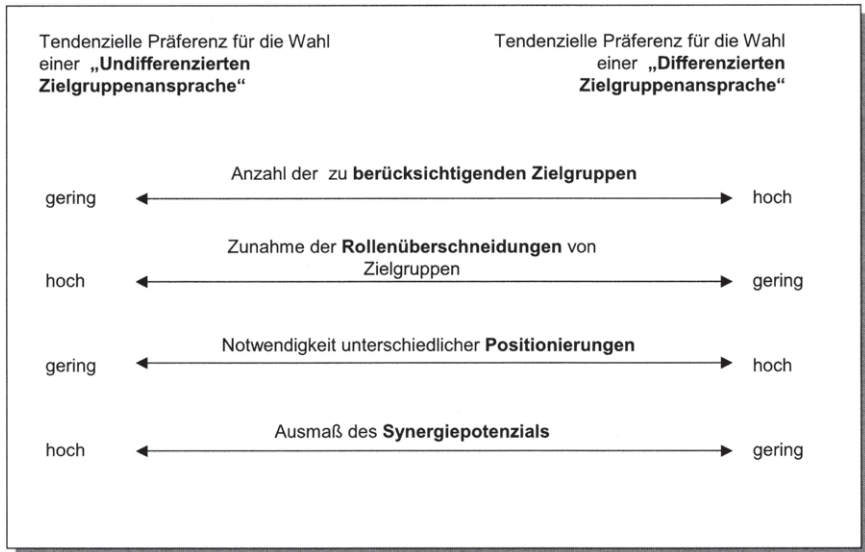 Tendenzielle Präferenz für die Wahl
einer „Undifferenzierten
Zielgruppenansprache“
Tendenzielle Präferenz für die Wahl
einer „Differenzierten
Zielgruppenansprache“
Anzahl der zu berücksichtigenden Zielgruppen
gering
hoch
Zunahme der Rollenüberschneidungen von
Zielgruppen
hoch
gering
Notwendigkeit unterschiedlicher Positionierungen
gering
hoch
Ausmaß des Synergiepotenzials
hoch
gering